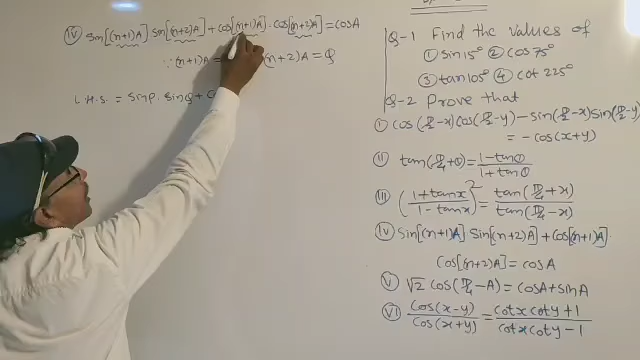 iv) Sin[(n+1)A] Sin[(n+2)A] + Cos[(n+1)A]. Cos[(n+2)A] = CosA
∵ (n+1)A = (n+2)A = Q
L.H.S. = SinP. SinQ + C
Q-1 Find the values of
① Sin15° ② Cos75°
③ tan105° ④ Cot 225°
Q-2 Prove that
① Cos(π/4 - x)Cos(π/4 - y) - Sin(π/4 - x)Sin(π/4 - y)
= -Cos(x+y)
II tan(π/4 + θ) = (1 - tanθ)/(1 + tanθ)
III ((1 + tanx)/(1 - tanx))² = tan(π/4 + x)/tan(π/4 - x)
iv Sin[(n+1)A] Sin[(n+2)A] + Cos[(n+1)A].
Cos[(n+2)A] = CosA
V √2 Cos(π/4 - A) = CosA + SinA
VI Cos(x-y)/Cos(x+y) = (Cotx Coty + 1)/(Cotx Coty - 1)